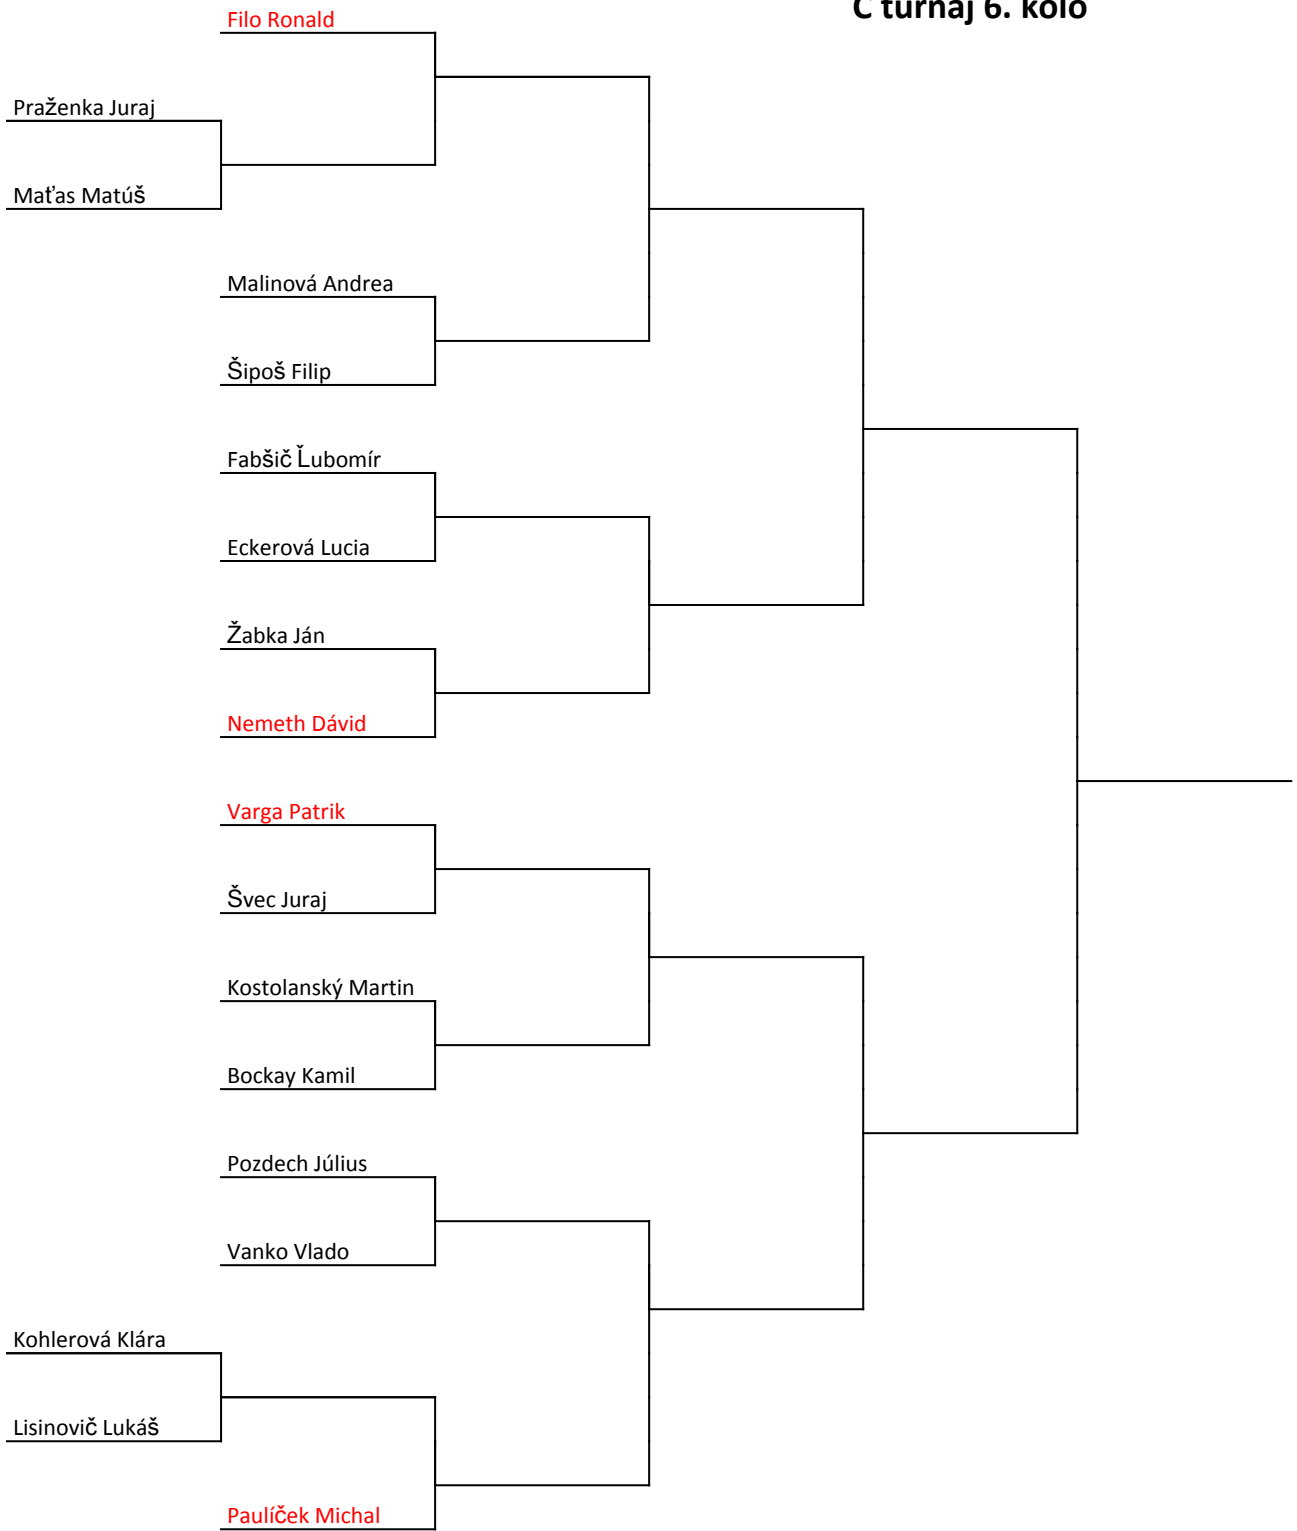 C turnaj 6. kolo
Filo Ronald
Praženka Juraj
Maťas Matúš
Malinová Andrea
Šipoš Filip
Fabšič Ľubomír
Eckerová Lucia
Žabka Ján
Nemeth Dávid
Varga Patrik
Švec Juraj
Kostolanský Martin
Bockay Kamil
Pozdech Július
Vanko Vlado
Kohlerová Klára
Lisinovič Lukáš
Paulíček Michal